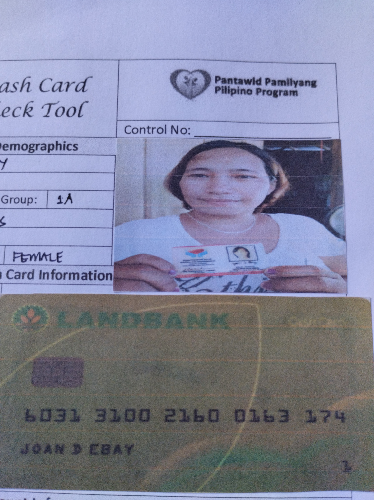 ash Card
eck Tool
Pantawid Pamilyang
Pilipino Program
Control No:
Demographics
Y
Group: 1A
FEMALE
Card Information
LANDBANK
6031 3100 2160 0163 174
JOAN D EBAY
1